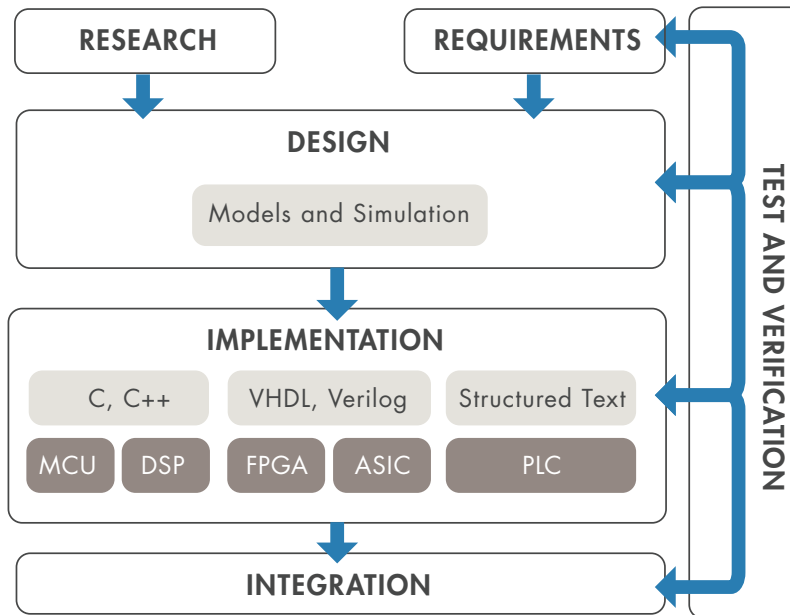 RESEARCH
REQUIREMENTS
DESIGN
Models and Simulation
IMPLEMENTATION
C, C++
VHDL, Verilog
Structured Text
MCU
DSP
FPGA
ASIC
PLC
INTEGRATION
TEST AND VERIFICATION